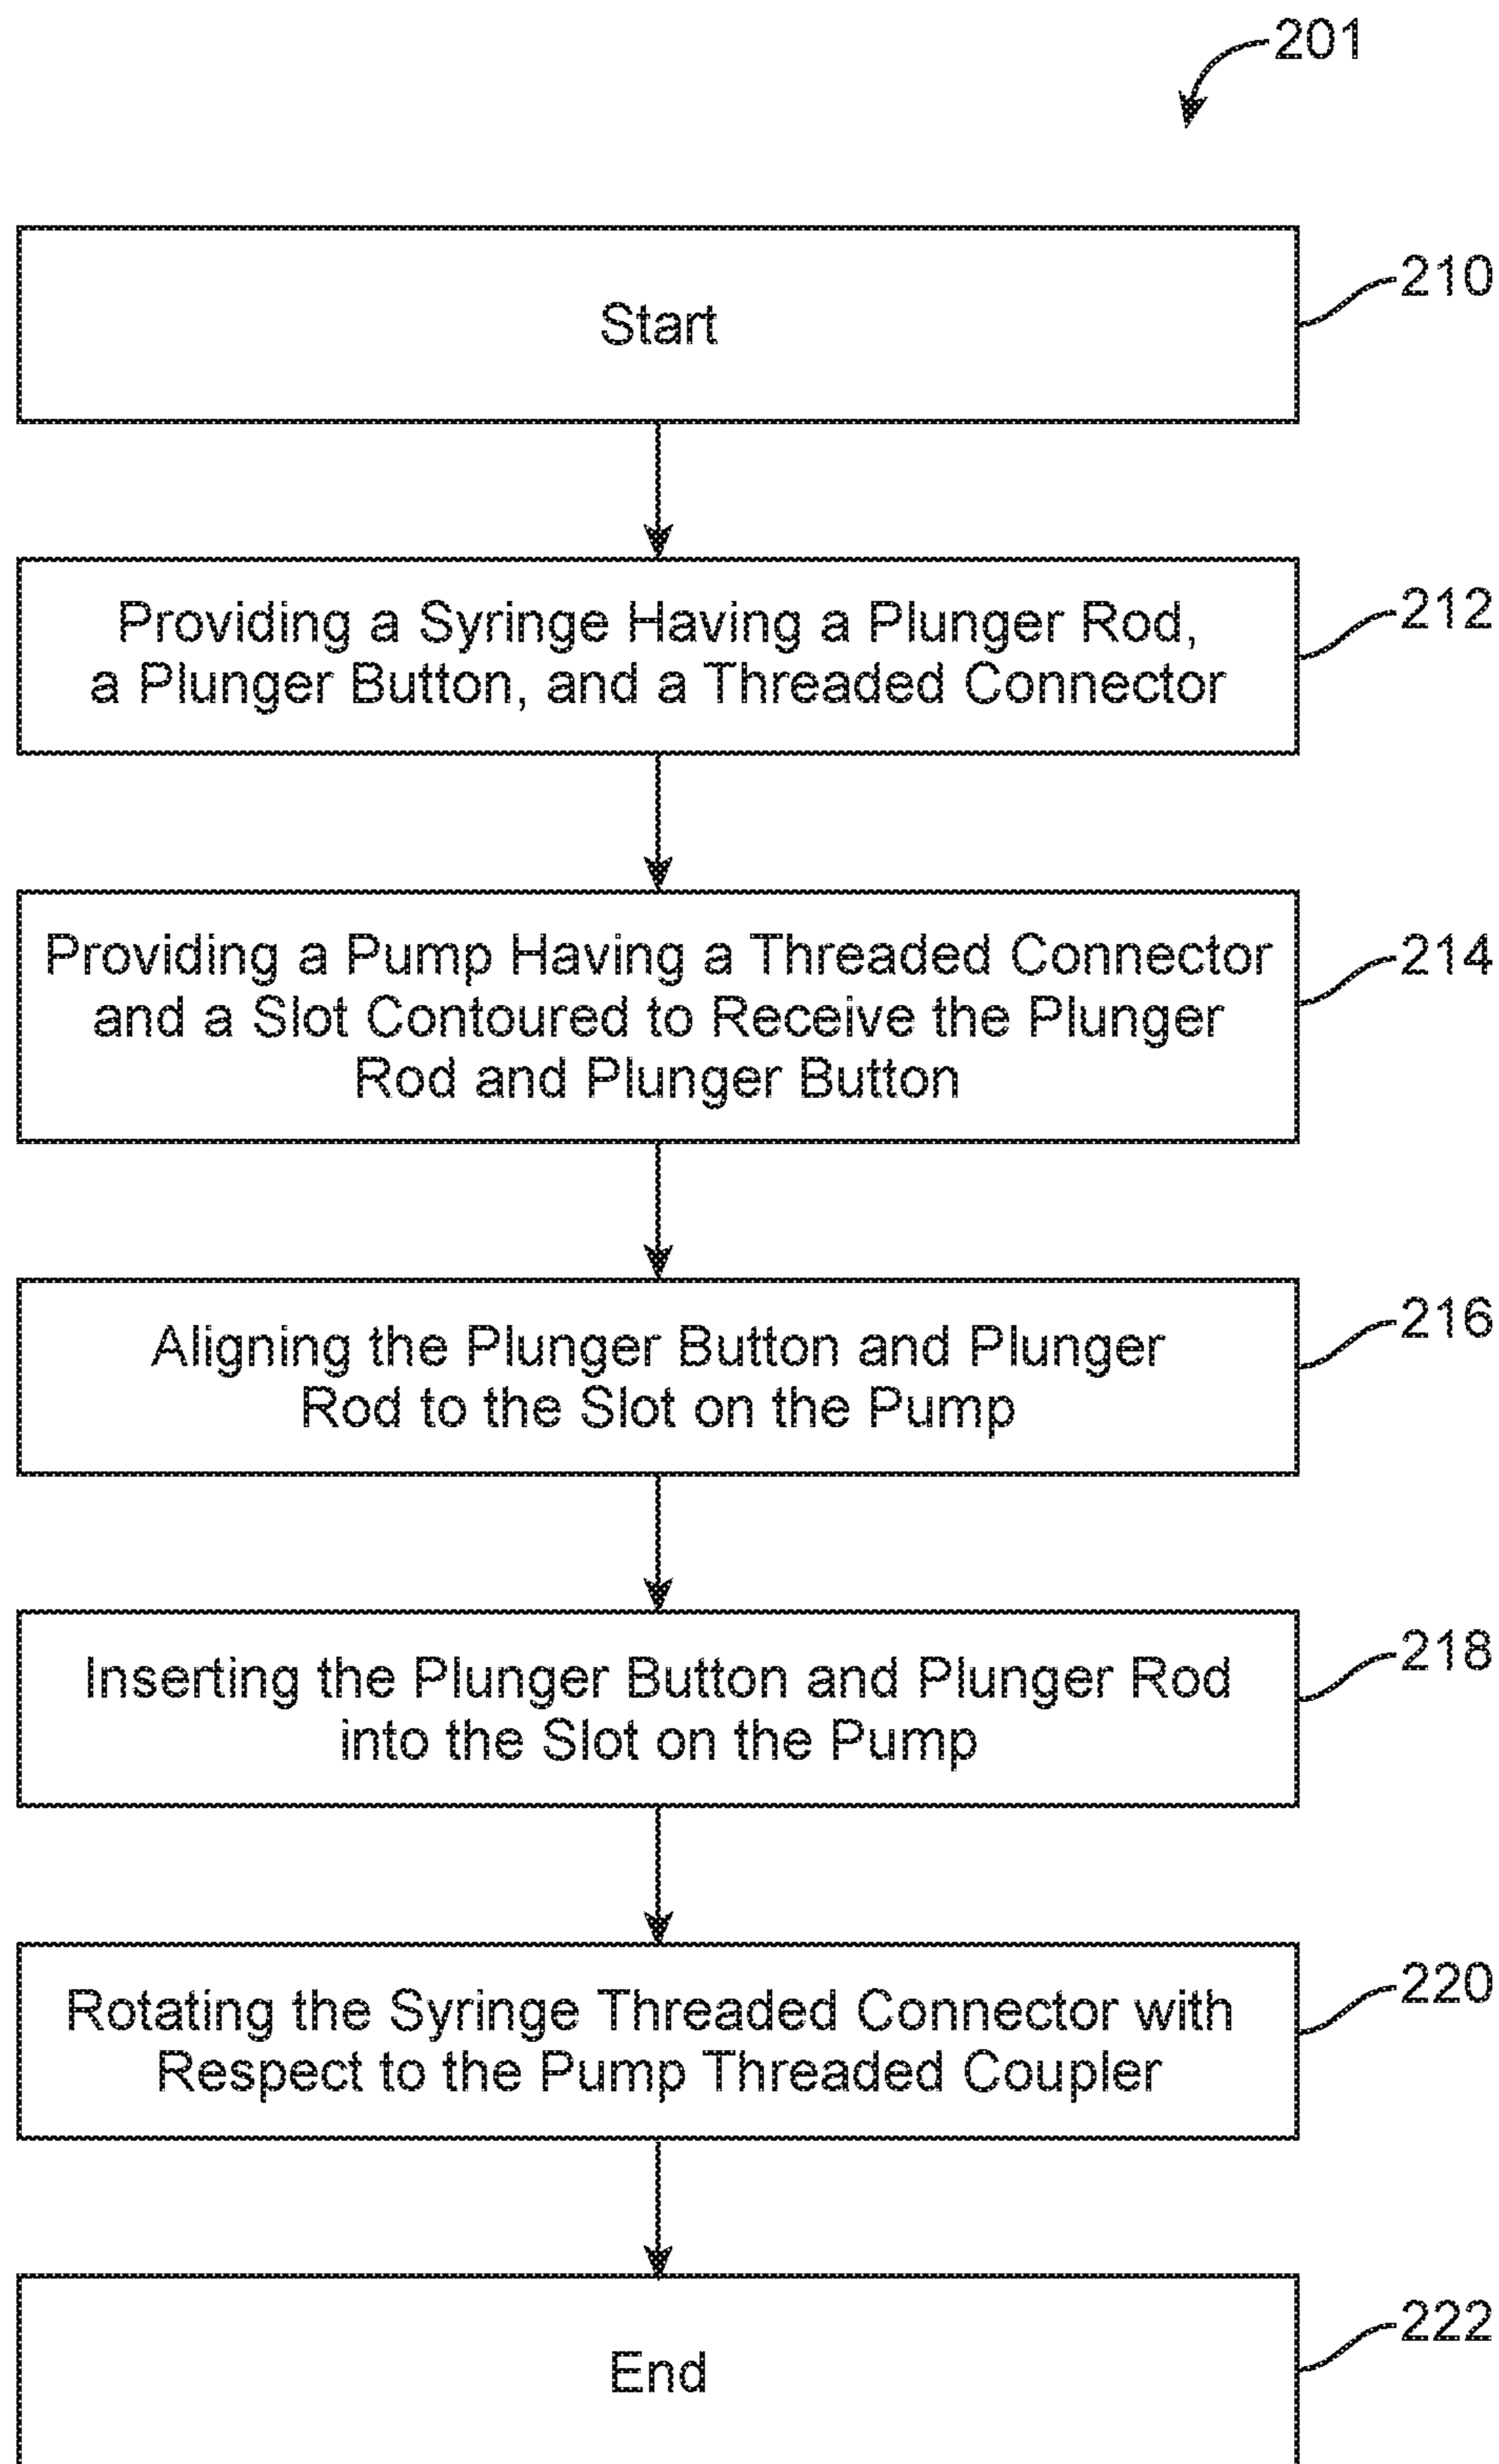 201
Start
210
Providing a Syringe Having a Plunger Rod,
a Plunger Button, and a Threaded Connector
212
Providing a Pump Having a Threaded Connector
and a Slot Contoured to Receive the Plunger
Rod and Plunger Button
214
Aligning the Plunger Button and Plunger
Rod to the Slot on the Pump
216
Inserting the Plunger Button and Plunger Rod
into the Slot on the Pump
218
Rotating the Syringe Threaded Connector with
Respect to the Pump Threaded Coupler
220
End
222